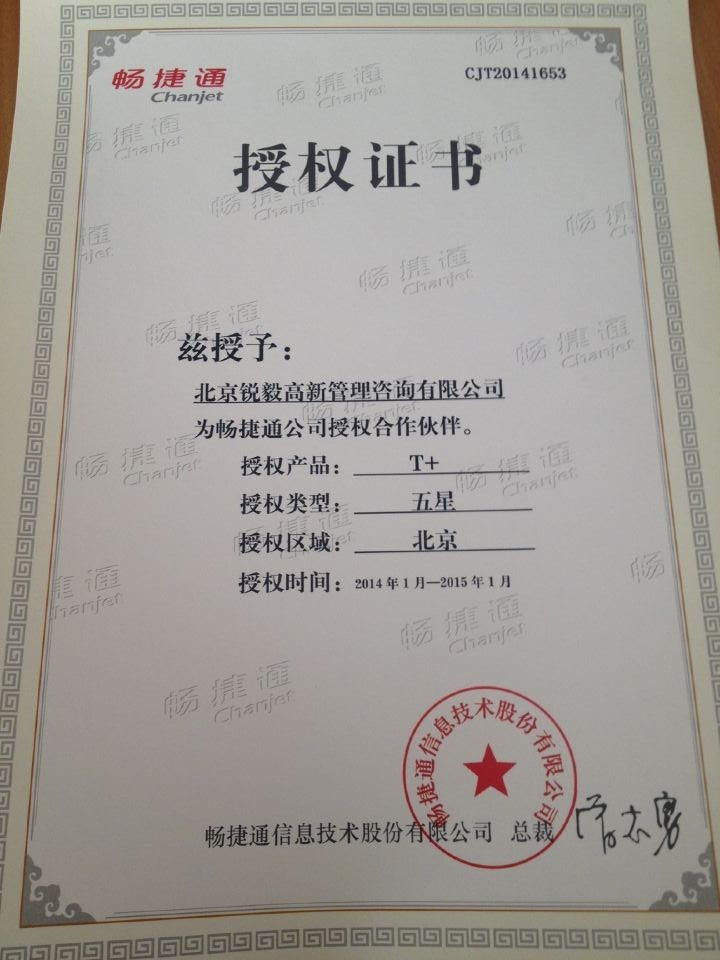 畅捷通
Chanjet
CJT20141653
授权证书
兹授予：
北京锐毅高新管理咨询有限公司
为畅捷通公司授权合作伙伴。
授权产品： T+
授权类型： 五星
授权区域： 北京
授权时间：2014年1月—2015年1月
畅捷通信息技术股份有限公司
畅捷通信息技术股份有限公司 总裁